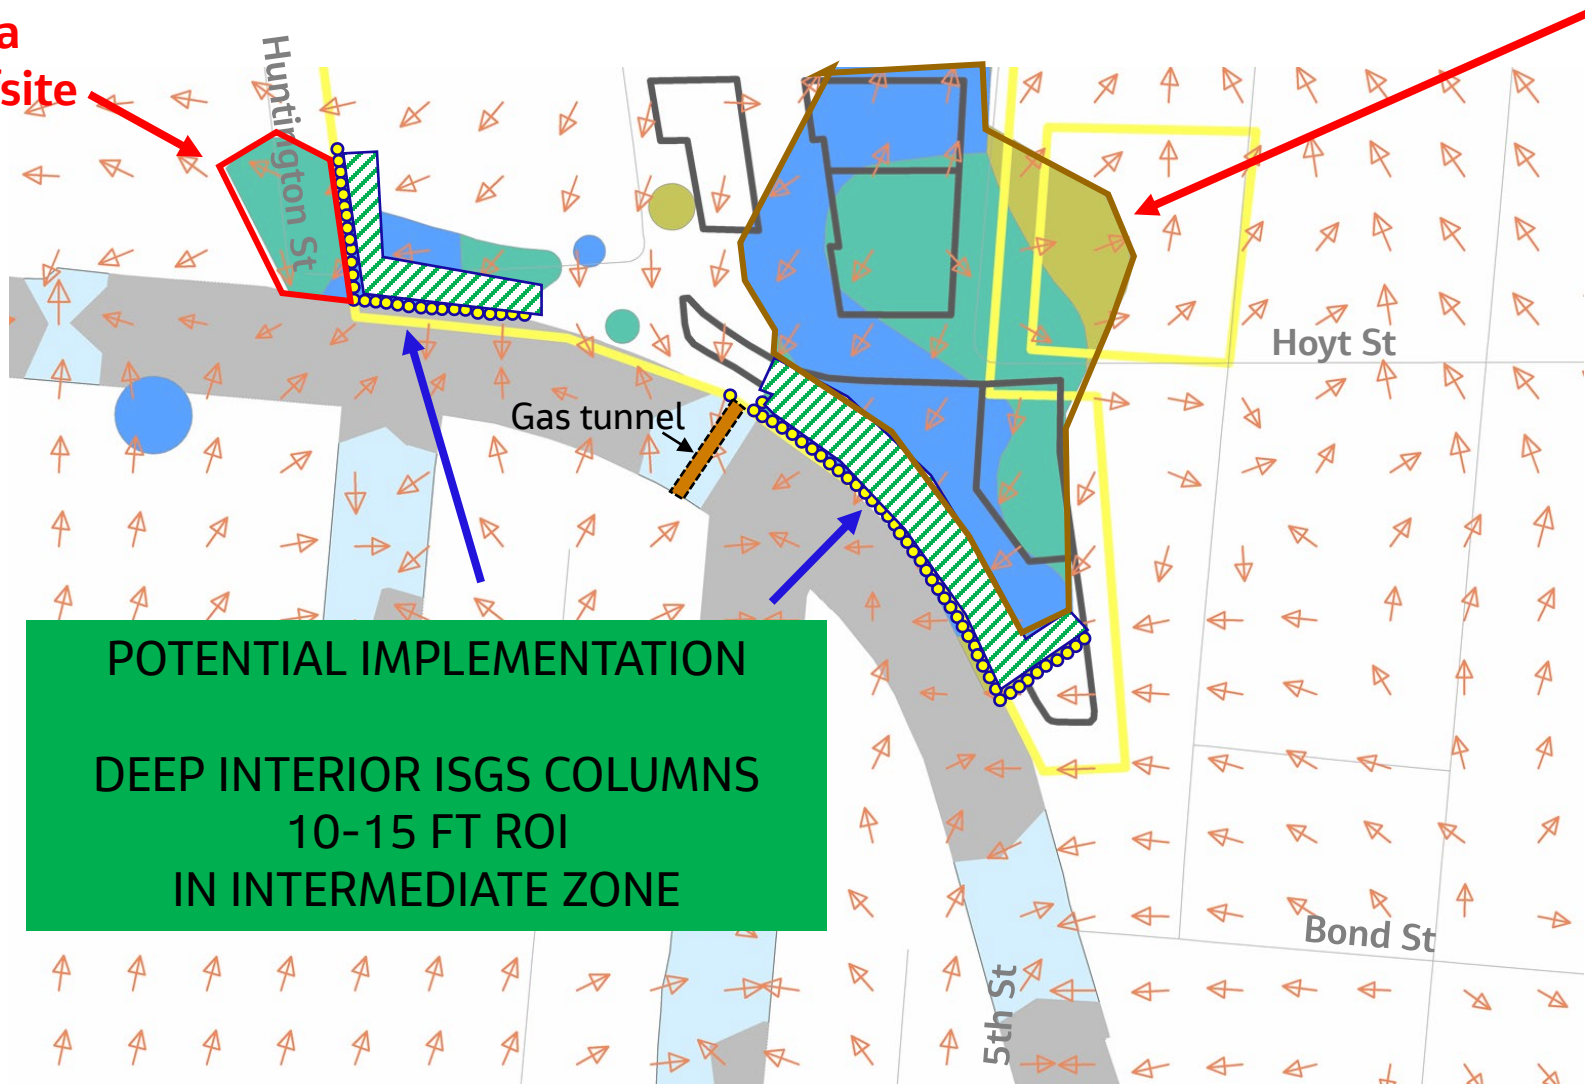 a
site
Huntington St
Hoyt St
Gas tunnel
POTENTIAL IMPLEMENTATION
DEEP INTERIOR ISGS COLUMNS
10-15 FT ROI
IN INTERMEDIATE ZONE
Bond St
5th St